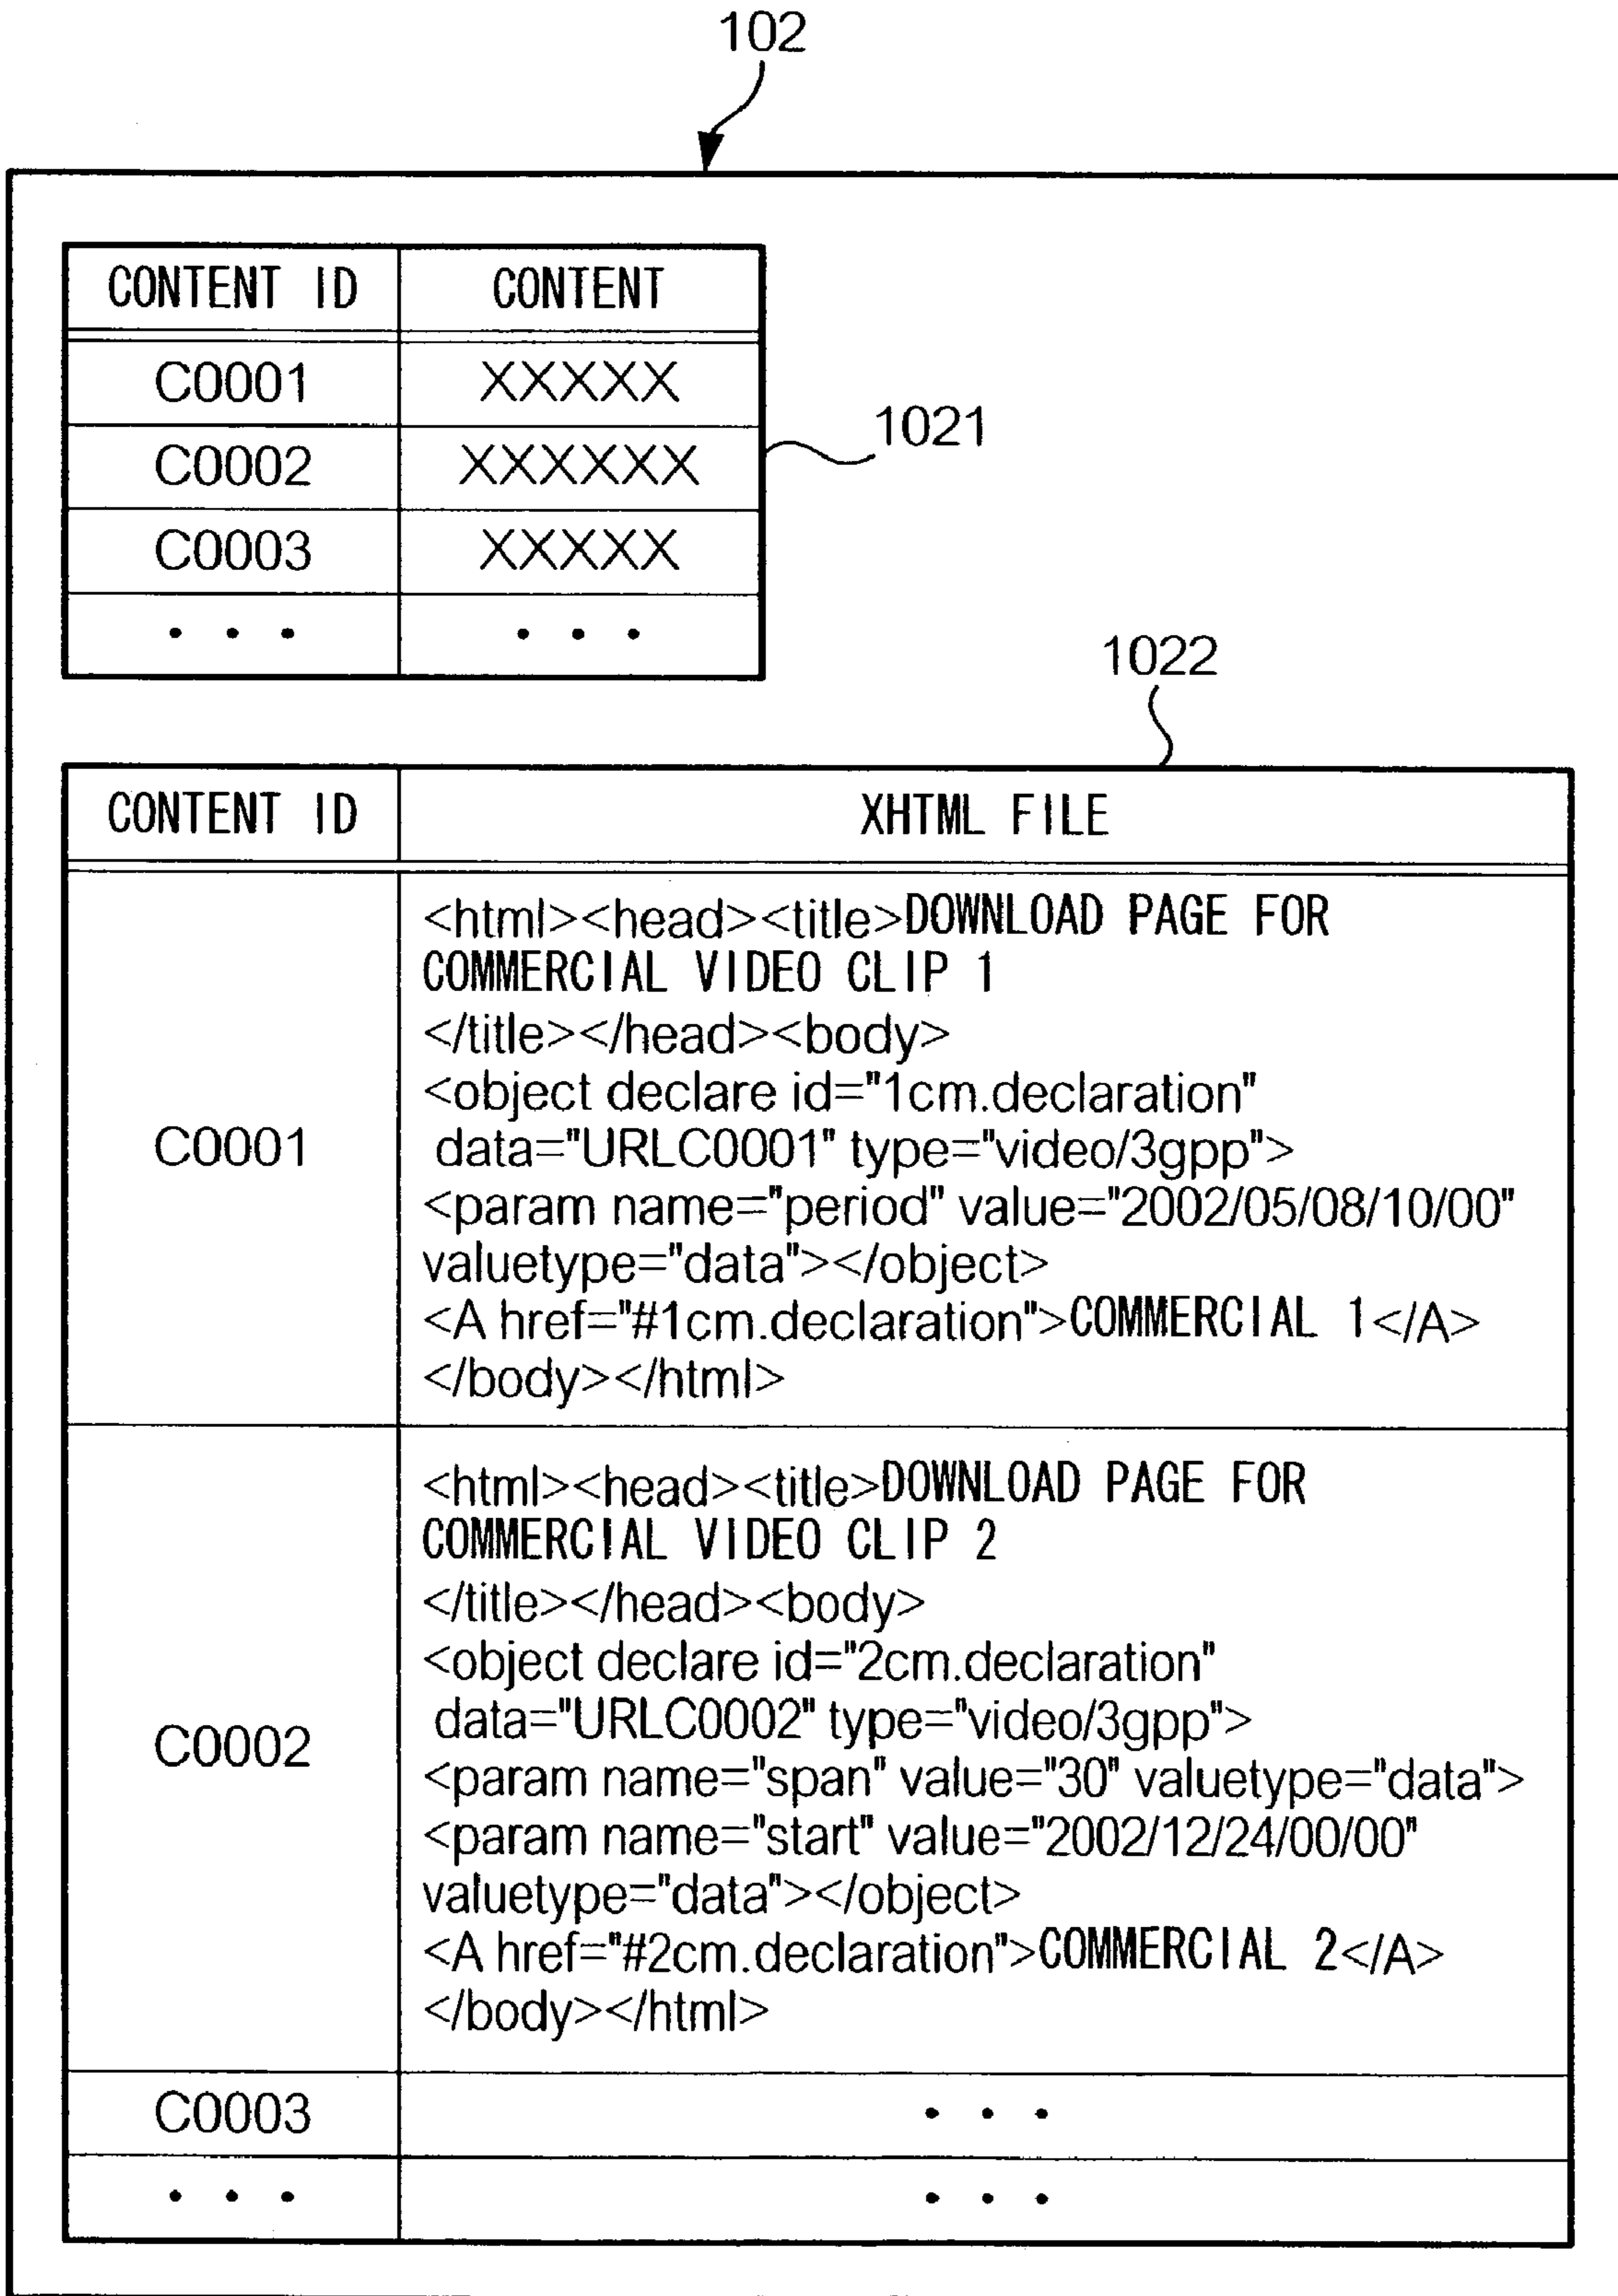 102
CONTENT ID CONTENT
C0001 XXXXX
C0002 XXXXXX
1021
C0003 XXXXX
• • • • • •
1022
CONTENT ID XHTML FILE
C0001
<html><head><title>DOWNLOAD PAGE FOR
COMMERCIAL VIDEO CLIP 1
</title></head><body>
<object declare id="1cm.declaration"
data="URLC0001" type="video/3gpp">
<param name="period" value="2002/05/08/10/00"
valuetype="data"></object>
<A href="#1cm.declaration">COMMERCIAL 1</A>
</body></html>
C0002
<html><head><title>DOWNLOAD PAGE FOR
COMMERCIAL VIDEO CLIP 2
</title></head><body>
<object declare id="2cm.declaration"
data="URLC0002" type="video/3gpp">
<param name="span" value="30" valuetype="data">
<param name="start" value="2002/12/24/00/00"
valuetype="data"></object>
<A href="#2cm.declaration">COMMERCIAL 2</A>
</body></html>
C0003 • • •
• • • • • •